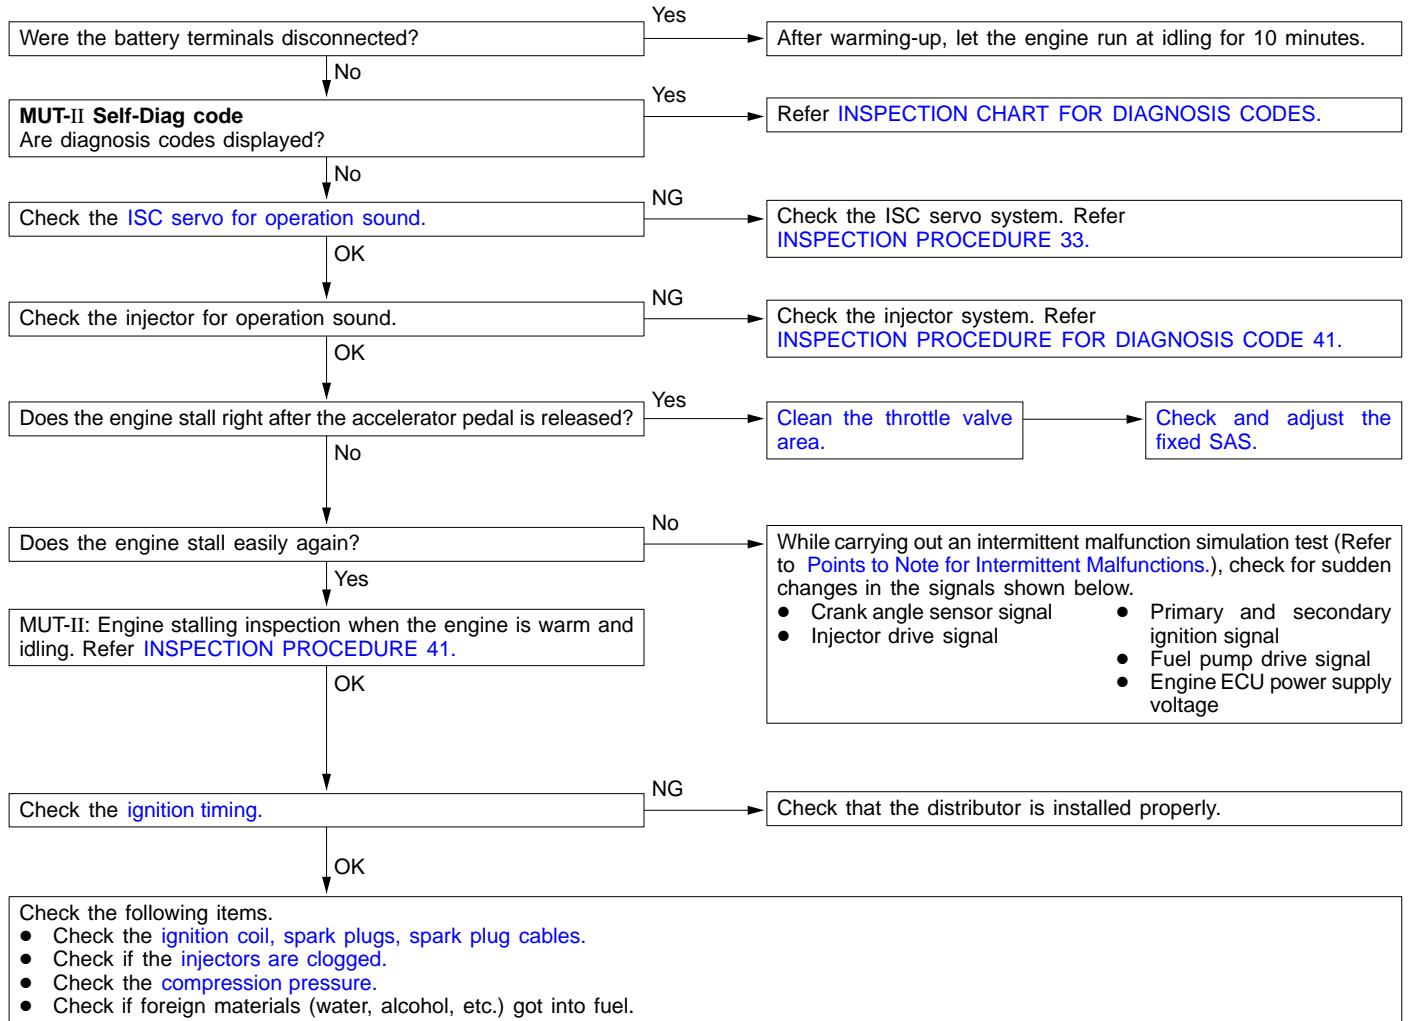 Yes
Were the battery terminals disconnected?
After warming-up, let the engine run at idling for 10 minutes.
No
Yes
MUT-II Self-Diag code
Are diagnosis codes displayed?
Refer INSPECTION CHART FOR DIAGNOSIS CODES.
No
NG
Check the ISC servo for operation sound.
Check the ISC servo system. Refer
INSPECTION PROCEDURE 33.
OK
NG
Check the injector for operation sound.
Check the injector system. Refer
INSPECTION PROCEDURE FOR DIAGNOSIS CODE 41.
OK
Yes
Does the engine stall right after the accelerator pedal is released?
Clean the throttle valve
area.
Check and adjust the
fixed SAS.
No
No
Does the engine stall easily again?
While carrying out an intermittent malfunction simulation test (Refer
to Points to Note for Intermittent Malfunctions.), check for sudden
changes in the signals shown below.
● Crank angle sensor signal
● Injector drive signal
● Primary and secondary
ignition signal
● Fuel pump drive signal
● Engine ECU power supply
voltage
Yes
MUT-II: Engine stalling inspection when the engine is warm and
idling. Refer INSPECTION PROCEDURE 41.
OK
NG
Check the ignition timing.
Check that the distributor is installed properly.
OK
Check the following items.
● Check the ignition coil, spark plugs, spark plug cables.
● Check if the injectors are clogged.
● Check the compression pressure.
● Check if foreign materials (water, alcohol, etc.) got into fuel.